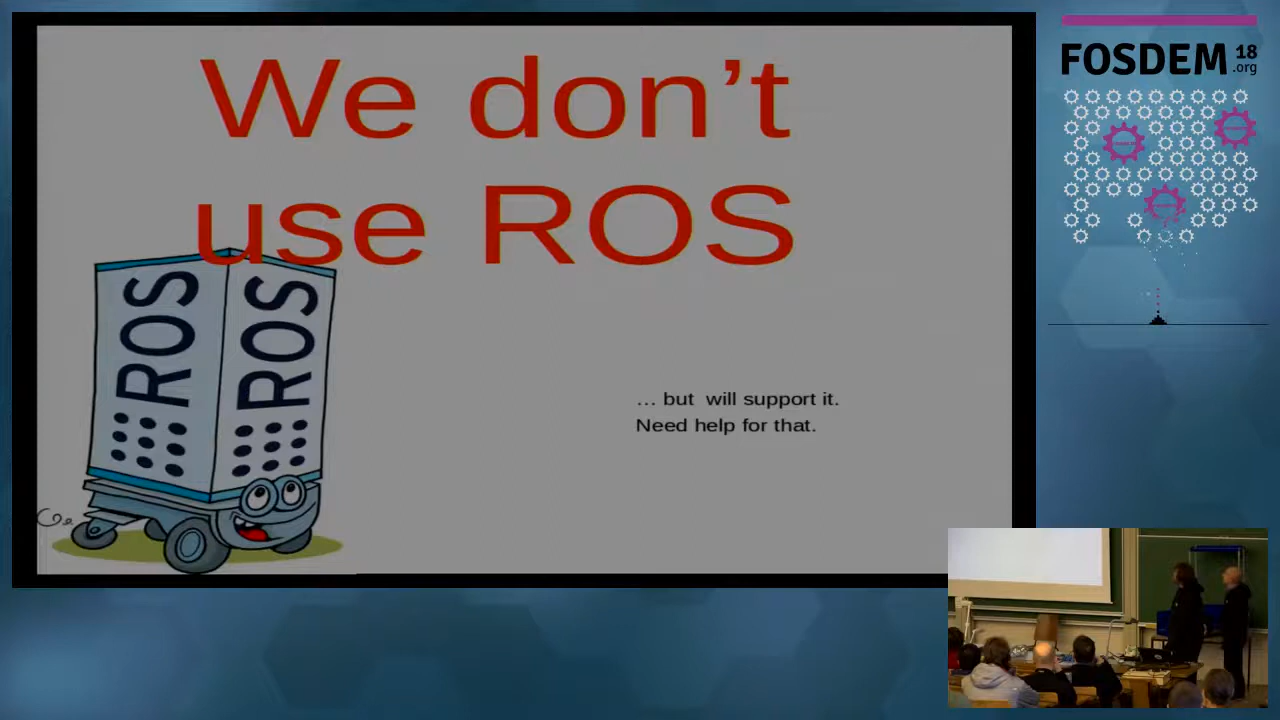 We don’t
use ROS
ROS
ROS
… but  will support it.
Need help for that.
FOSDEM 18
.org